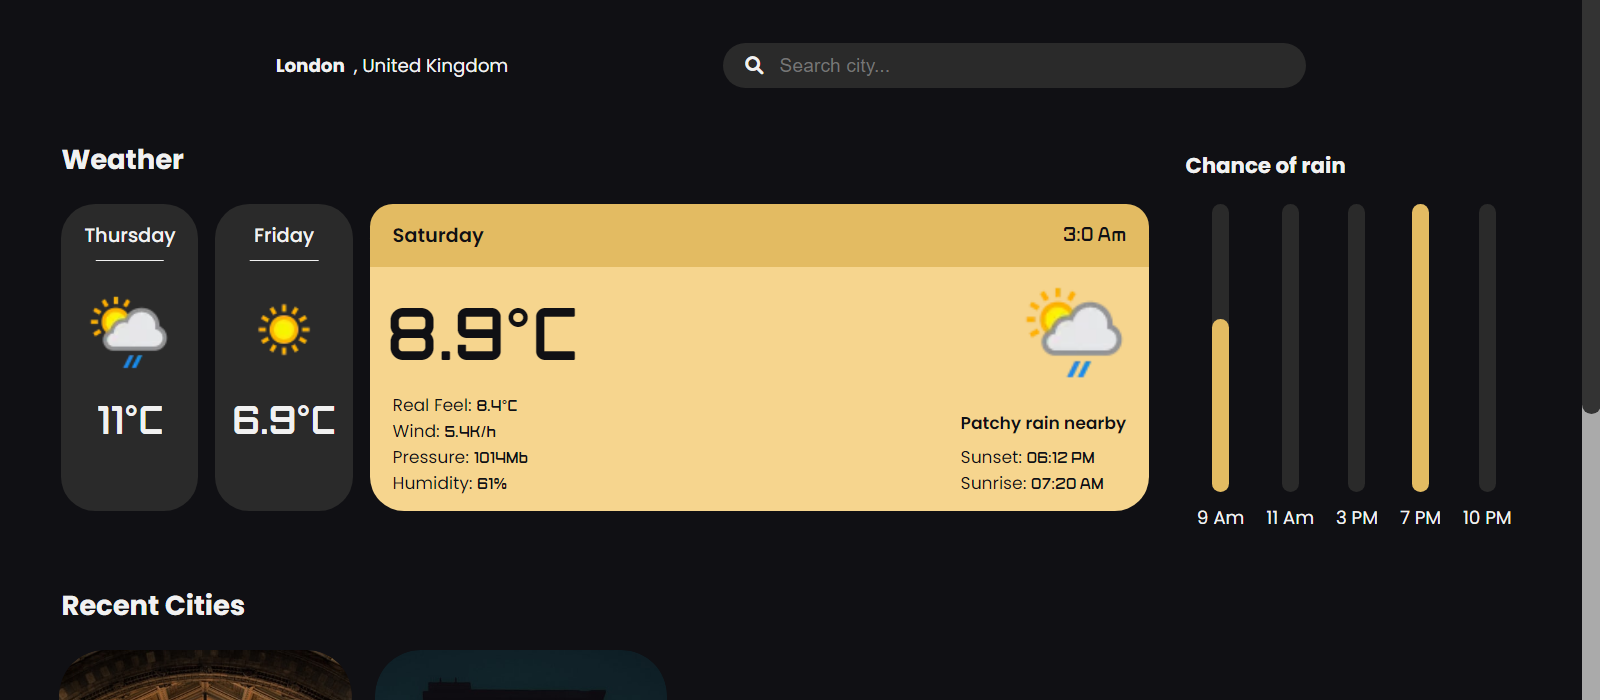 London , United Kingdom
Search city...
Weather
Thursday
11°C
Friday
6.9°C
Saturday
3:0 Am
8.9°C
Real Feel: 8.4°C
Wind: 5.4K/h
Pressure: 1014Mb
Humidity: 61%
Patchy rain nearby
Sunset: 06:12 PM
Sunrise: 07:20 AM
Chance of rain
9 Am
11 Am
3 PM
7 PM
10 PM
Recent Cities